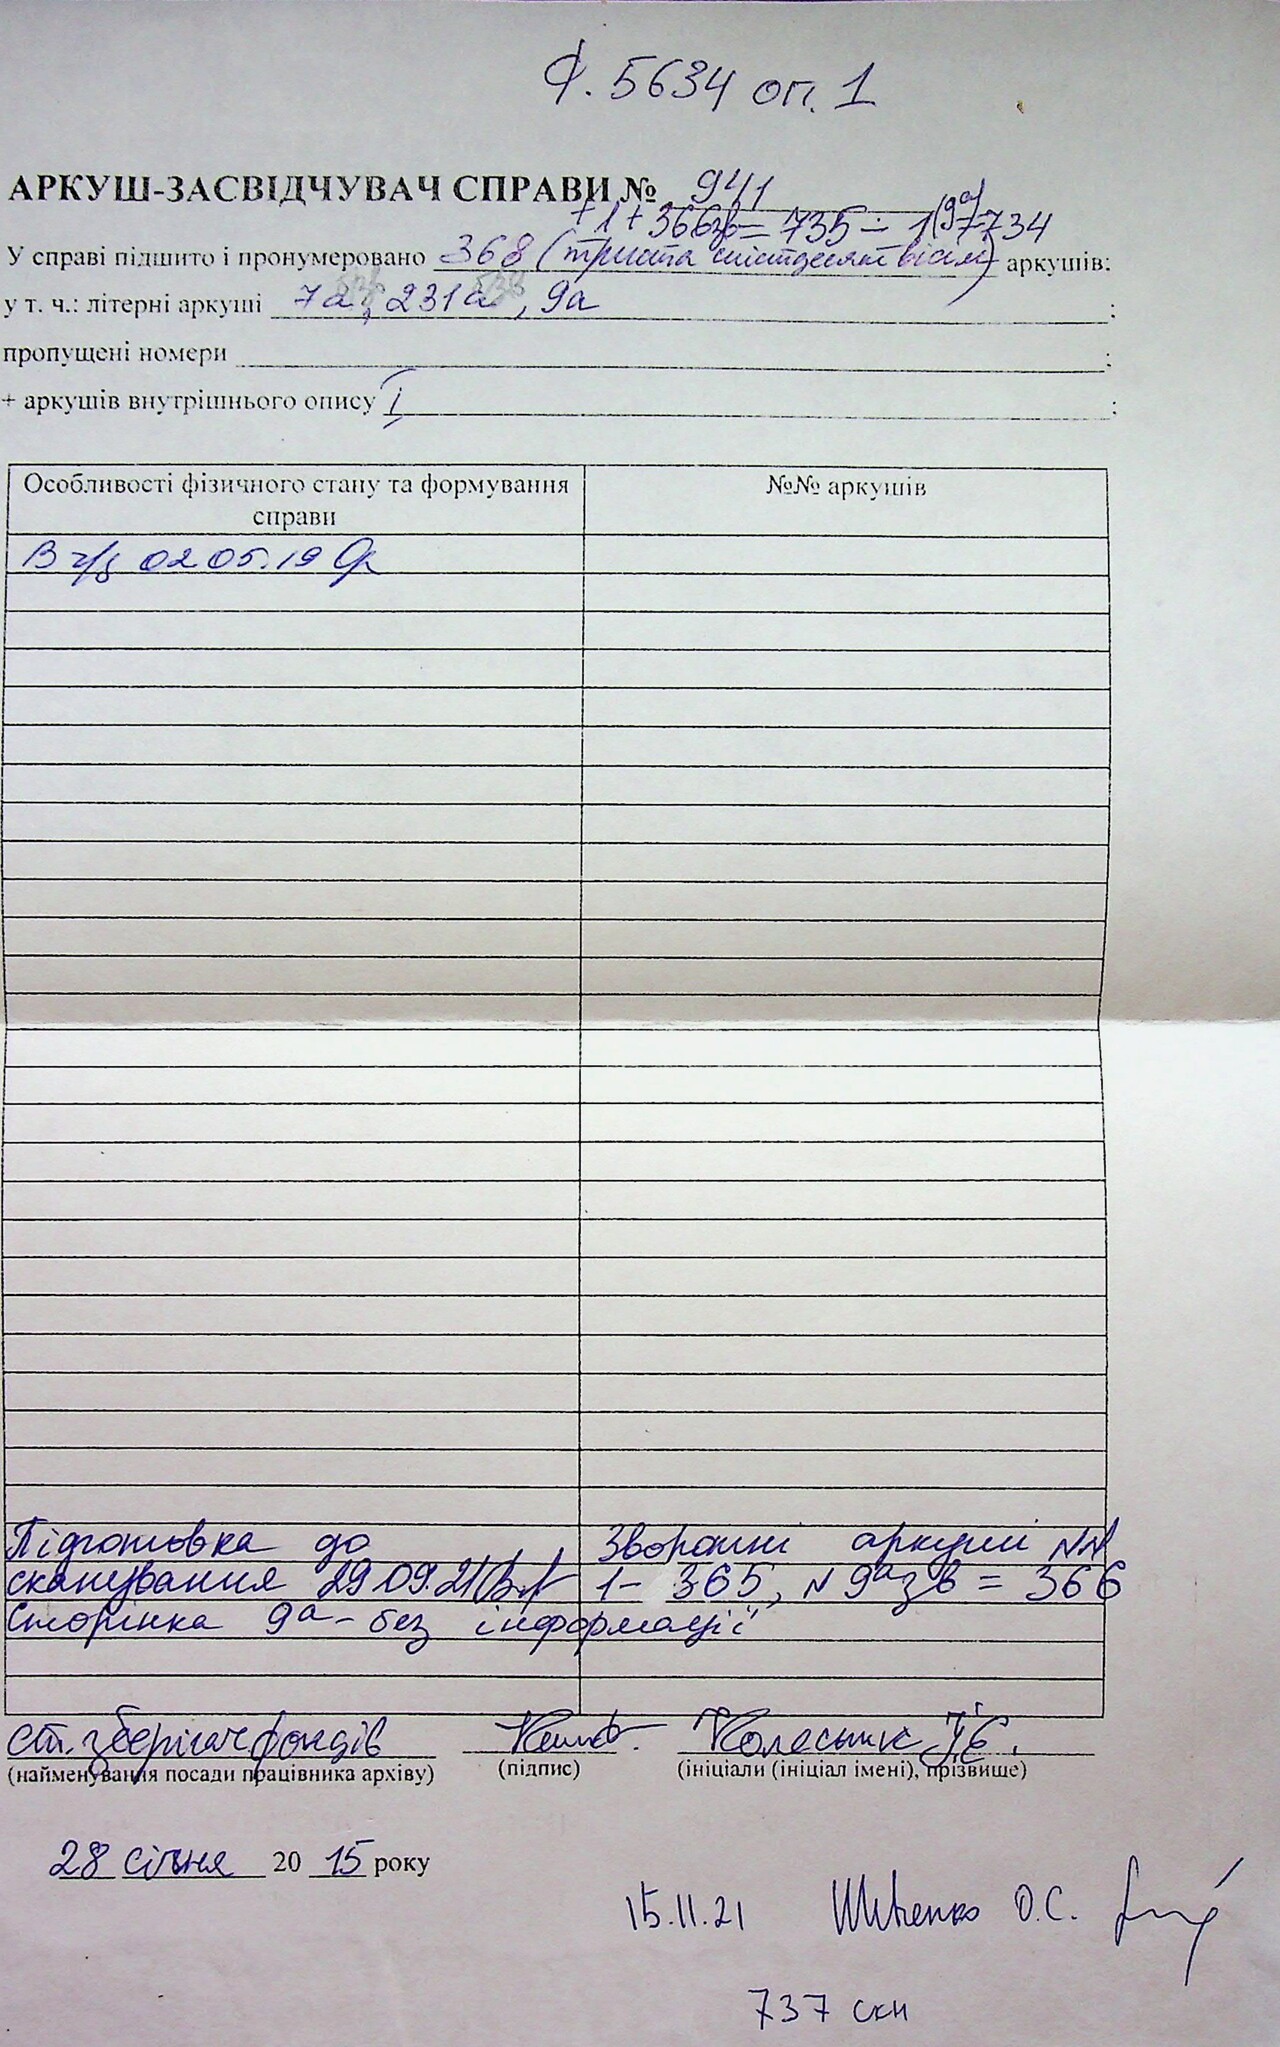 Ф. 5634 оп. 1
АРКУШ-ЗАСВІДЧУВАЧ СПРАВИ № 941
+1+366зв=735-1(9а)=734
У справі підшито і пронумеровано 368 (триста шістдесят вісім) аркушів:
у т. ч.: літерні аркуші 7а, 231а, 9а ;
пропущені номери ;
+ аркушів внутрішнього опису 1 ;
Особливості фізичного стану та формування справи
№№ аркушів
В ч/з 02 05.19
Підготовка до
Зворотні аркуші NN
сканування 29.09.21
1- 365, N 9а зв = 366
Сторінка 9а - без інформації
ст. зберігач фондів
Колесник І.Є.
(найменування посади працівника архіву)
(підпис)
(ініціали (ініціал імені), прізвище)
28 січня 20 15 року
15.11.21 О.С.
737 скн